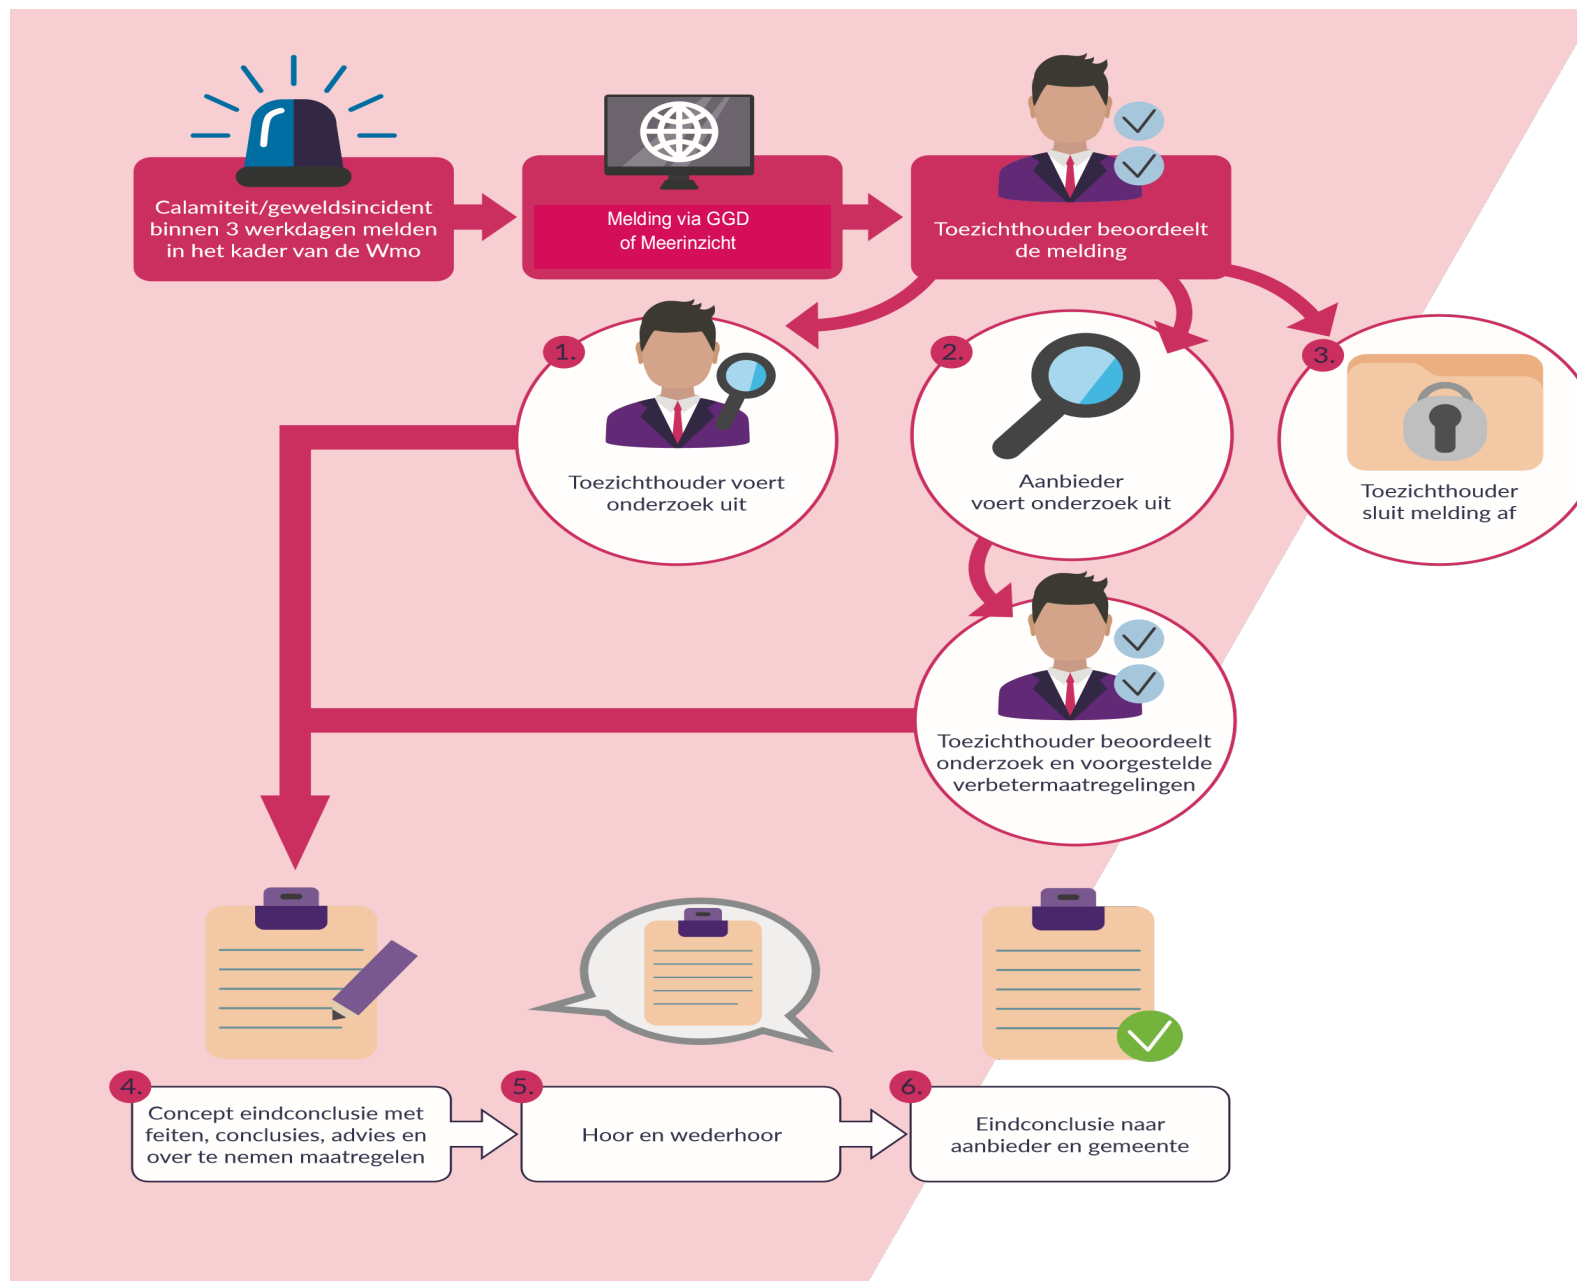 Calamiteit/geweldsincident
binnen 3 werkdagen melden
in het kader van de Wmo
Melding via GGD
of Meerinzicht
Toezichthouder beoordeelt
de melding
1.
Toezichthouder voert
onderzoek uit
2.
Aanbieder
voert onderzoek uit
3.
Toezichthouder
sluit melding af
Toezichthouder beoordeelt
onderzoek en voorgestelde
verbetermaatregelingen
4.
Concept eindconclusie met
feiten, conclusies, advies en
over te nemen maatregelen
5.
Hoor en wederhoor
6.
Eindconclusie naar
aanbieder en gemeente